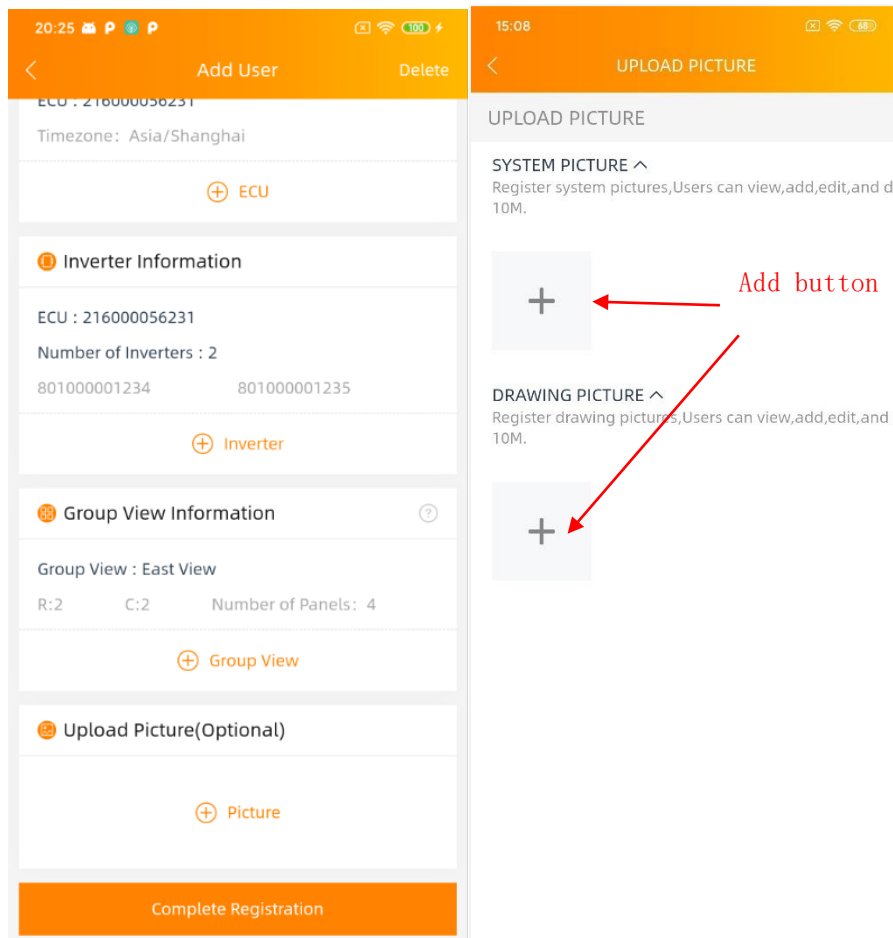 20:25 P P 100
Add User
Delete
ECU : 216000056231
Timezone: Asia/Shanghai
ECU
Inverter Information
ECU : 216000056231
Number of Inverters : 2
801000001234 801000001235
Inverter
Group View Information ?
Group View : East View
R:2 C:2 Number of Panels: 4
Group View
Upload Picture(Optional)
Picture
Complete Registration
15:08 68
UPLOAD PICTURE
UPLOAD PICTURE
SYSTEM PICTURE
Register system pictures,Users can view,add,edit,and d
10M.
Add button
DRAWING PICTURE
Register drawing pictures,Users can view,add,edit,and
10M.